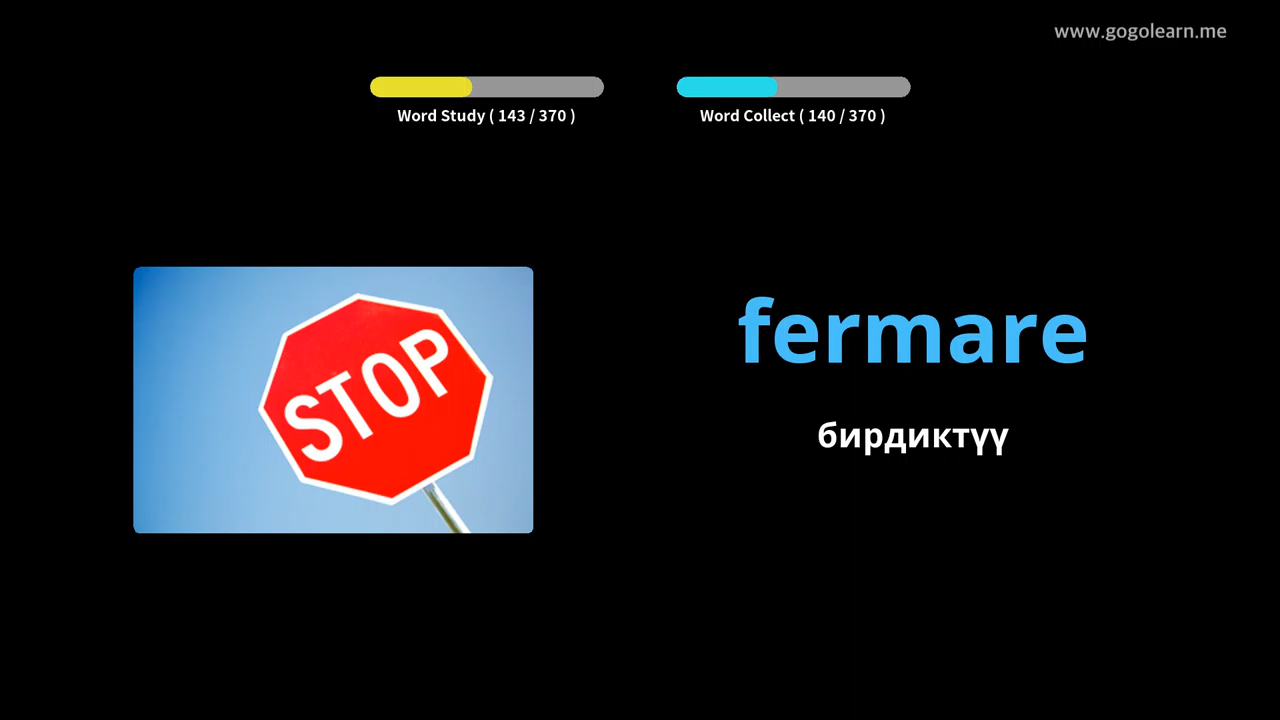 www.gogolearn.me
Word Study ( 143 / 370 )
Word Collect ( 140 / 370 )
STOP
fermare
бирдиктүү